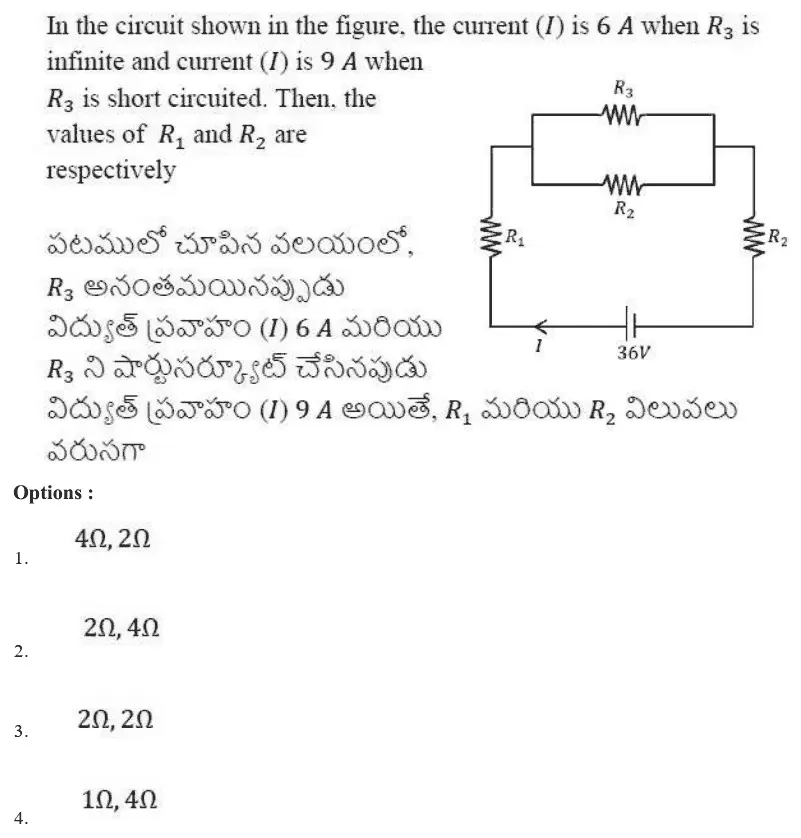 In the circuit shown in the figure, the current (I) is 6 A when R₃ is
infinite and current (I) is 9 A when
R₃ is short circuited. Then, the
values of R₁ and R₂ are
respectively
R₃
R₂
R₁
R₂
I
36V
పటములో చూపిన వలయంలో,
R₃ అనంతమయినప్పుడు
విద్యుత్ ప్రవాహం (I) 6 A మరియు
R₃ ని షార్టుసర్క్యూట్ చేసినపుడు
విద్యుత్ ప్రవాహం (I) 9 A అయితే, R₁ మరియు R₂ విలువలు
వరుసగా
Options :
1. 4Ω, 2Ω
2. 2Ω, 4Ω
3. 2Ω, 2Ω
4. 1Ω, 4Ω